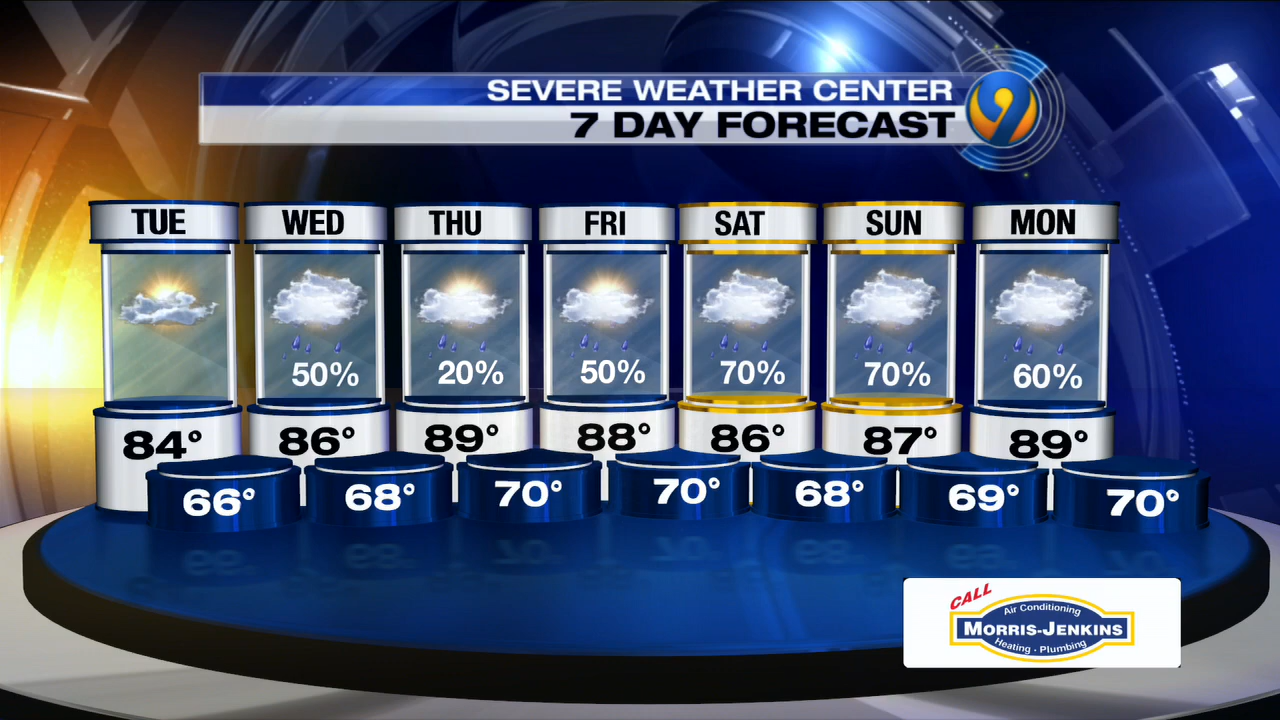 SEVERE WEATHER CENTER
9
7 DAY FORECAST
TUE WED THU FRI SAT SUN MON
50% 20% 50% 70% 70% 60%
84° 86° 89° 88° 86° 87° 89°
66° 68° 70° 70° 68° 69° 70°
CALL
Air Conditioning
MORRIS-JENKINS
Heating - Plumbing